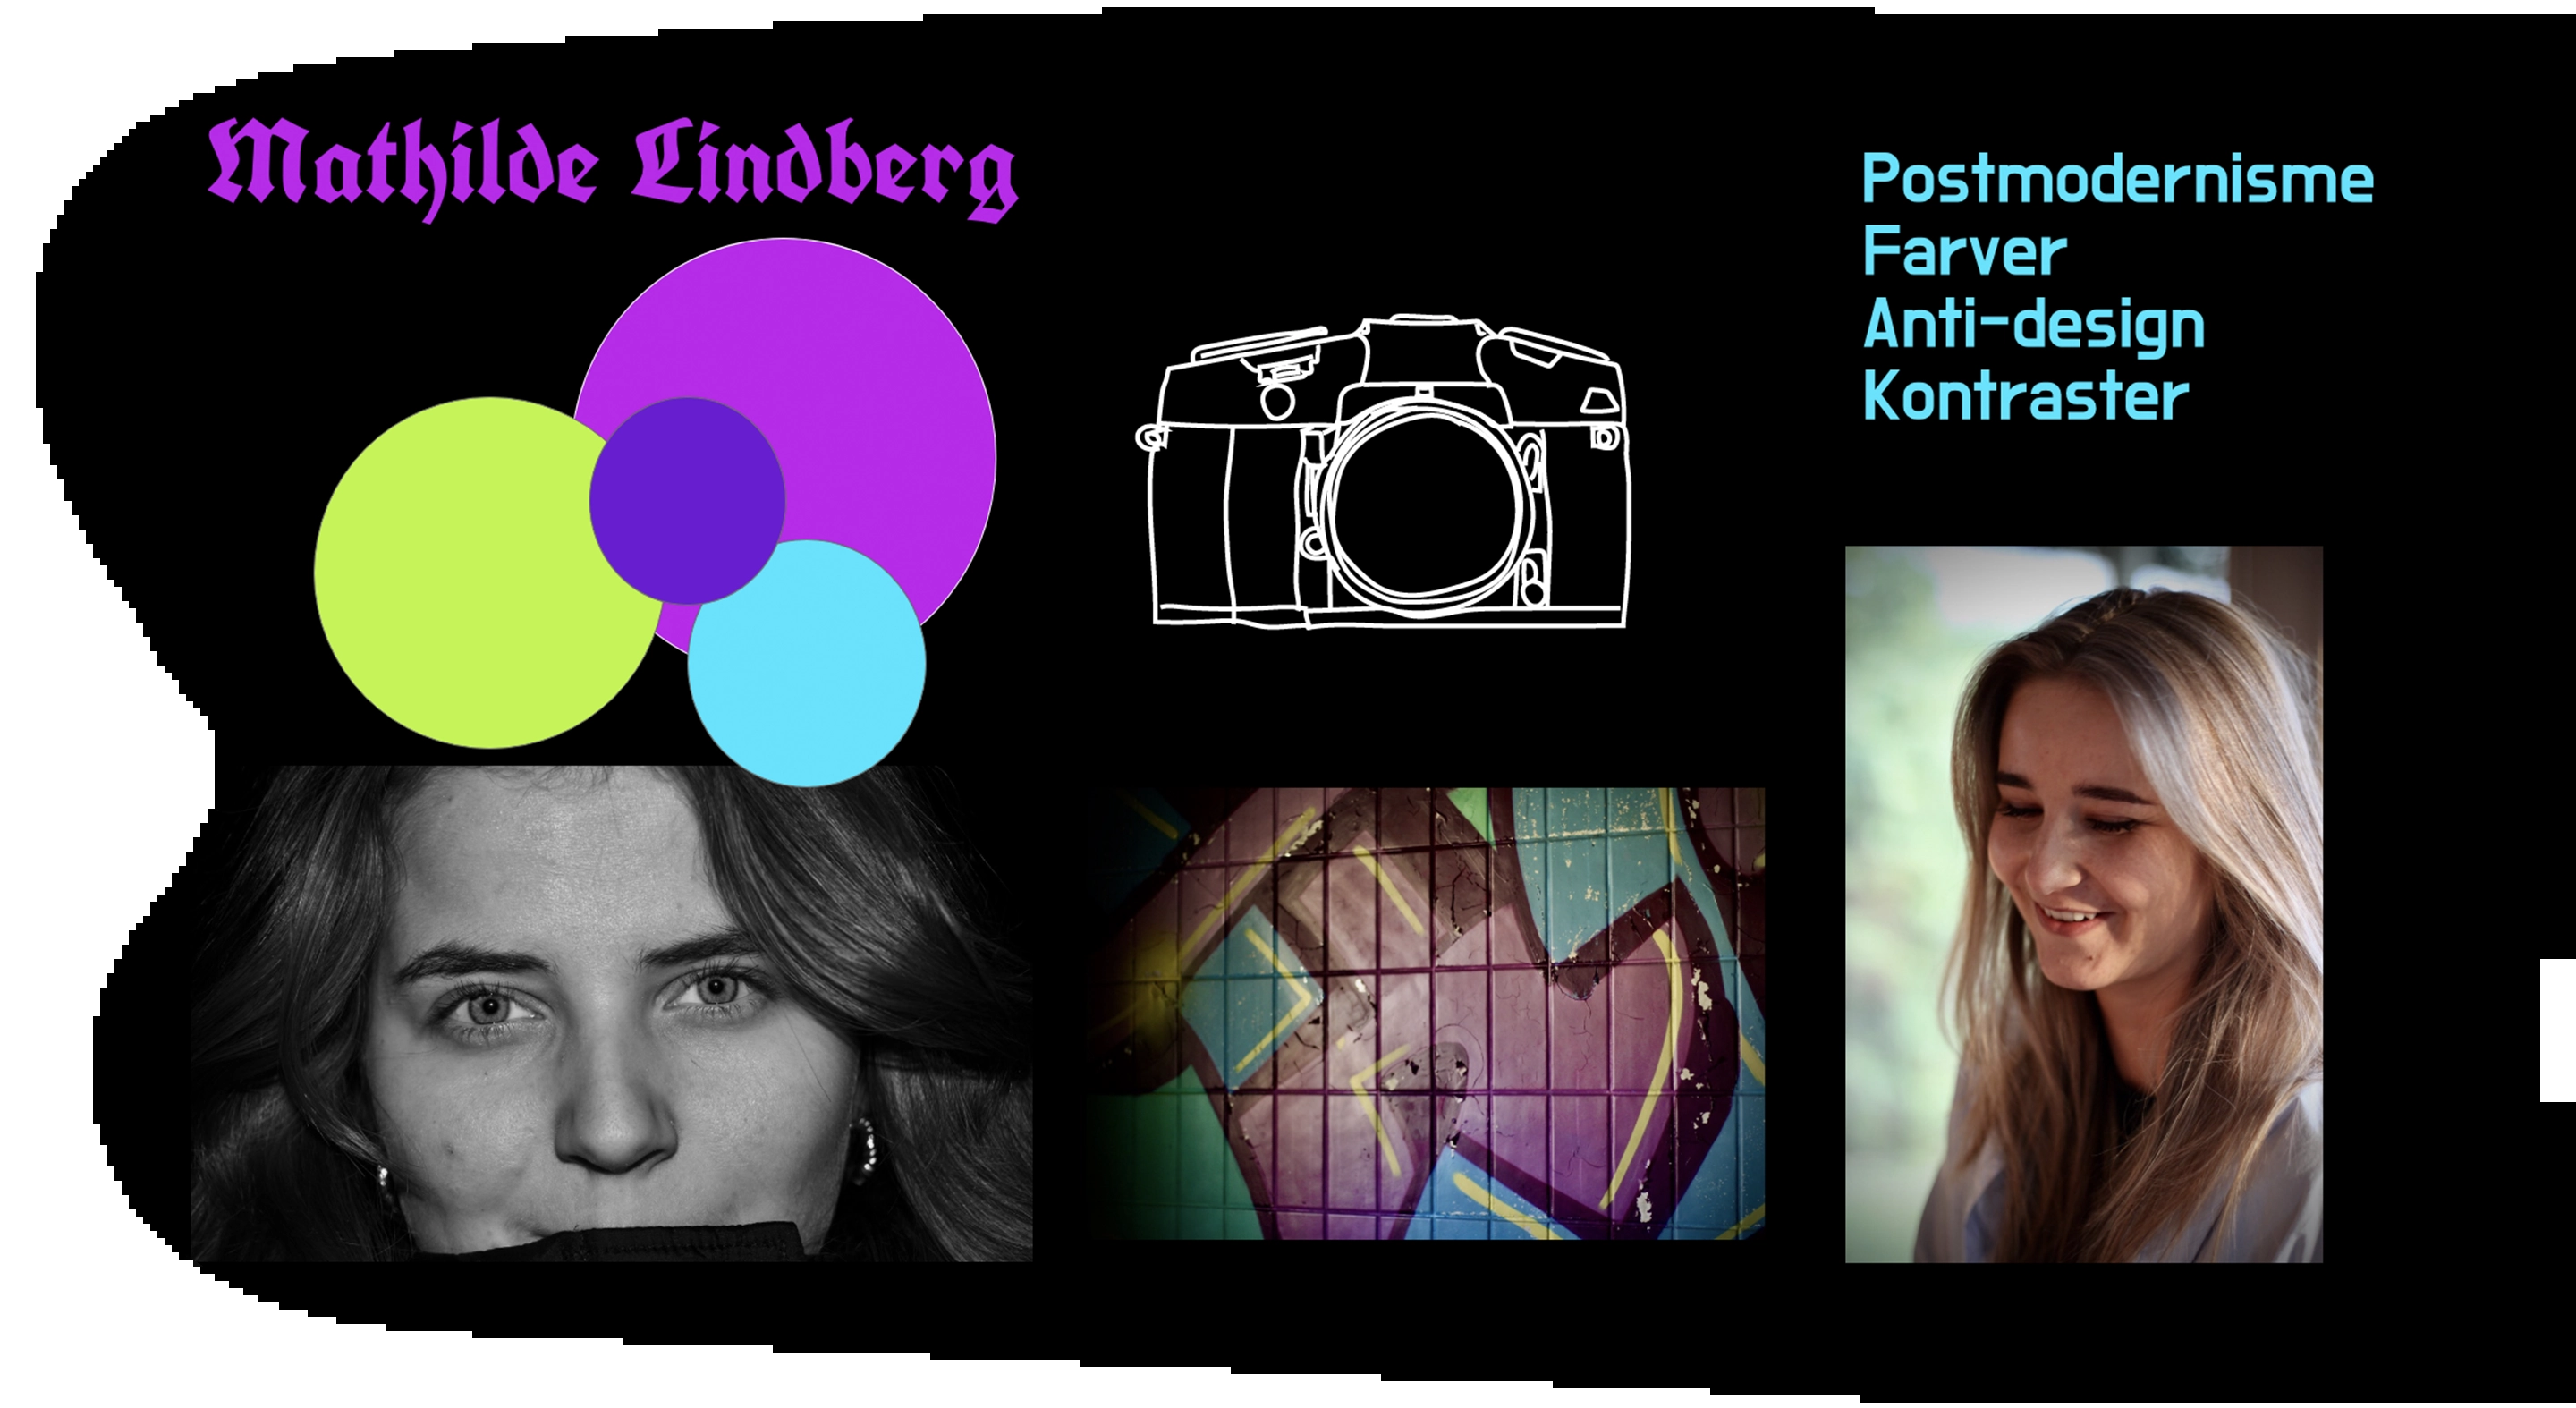 Mathilde Lindberg
Postmodernisme
Farver
Anti-design
Kontraster